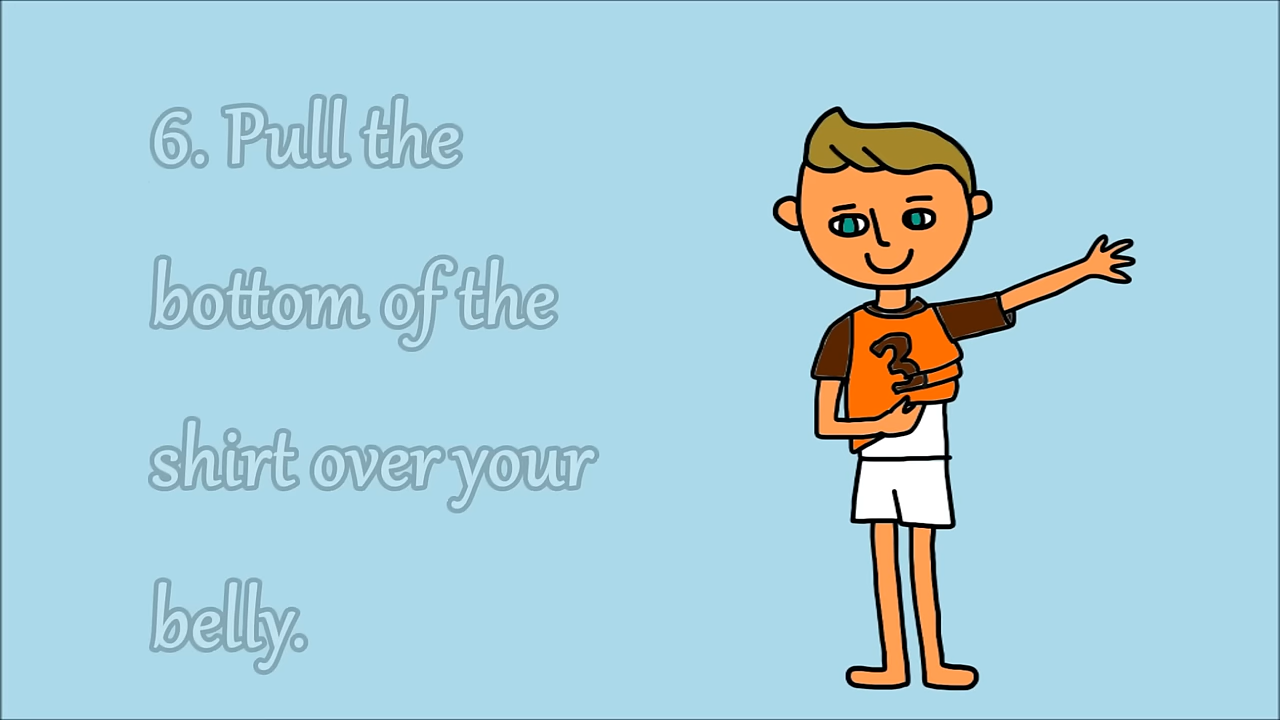 6. Pull the
bottom of the
shirt over your
belly.
3